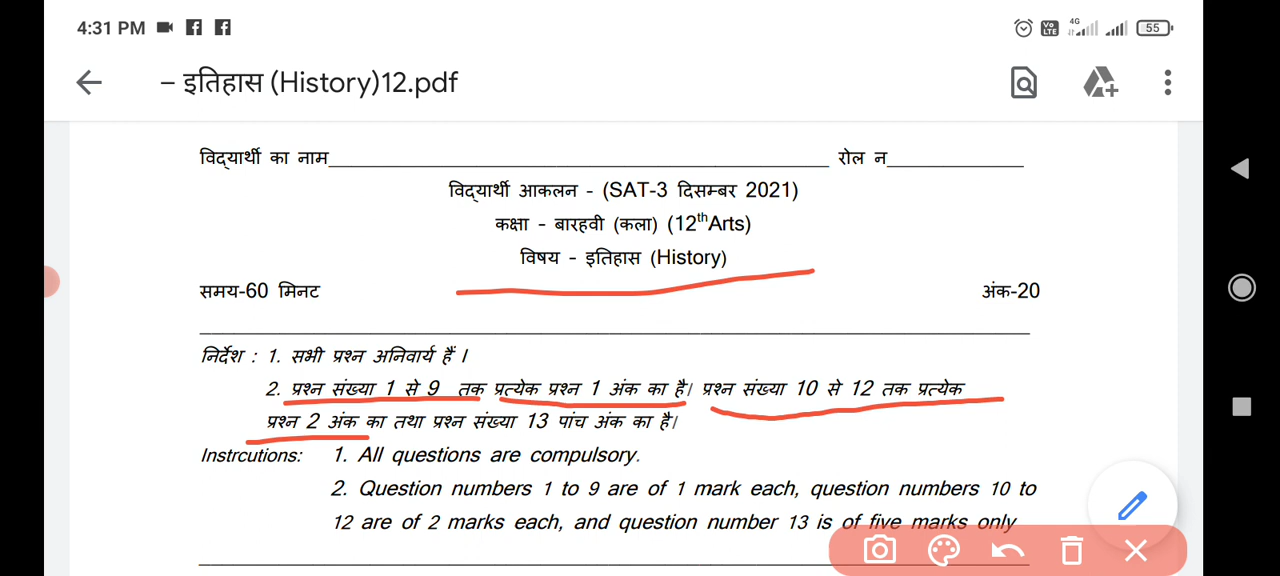 4:31 PM
4G
Vo LTE
55
– इतिहास (History)12.pdf
विद्यार्थी का नाम__________ रोल न__________
विद्यार्थी आकलन - (SAT-3 दिसम्बर 2021)
कक्षा - बारहवी (कला) (12thArts)
विषय - इतिहास (History)
समय-60 मिनट अंक-20
निर्देश : 1. सभी प्रश्न अनिवार्य हैं ।
2. प्रश्न संख्या 1 से 9 तक प्रत्येक प्रश्न 1 अंक का है। प्रश्न संख्या 10 से 12 तक प्रत्येक
प्रश्न 2 अंक का तथा प्रश्न संख्या 13 पांच अंक का है।
Instrcutions: 1. All questions are compulsory.
2. Question numbers 1 to 9 are of 1 mark each, question numbers 10 to
12 are of 2 marks each, and question number 13 is of five marks only